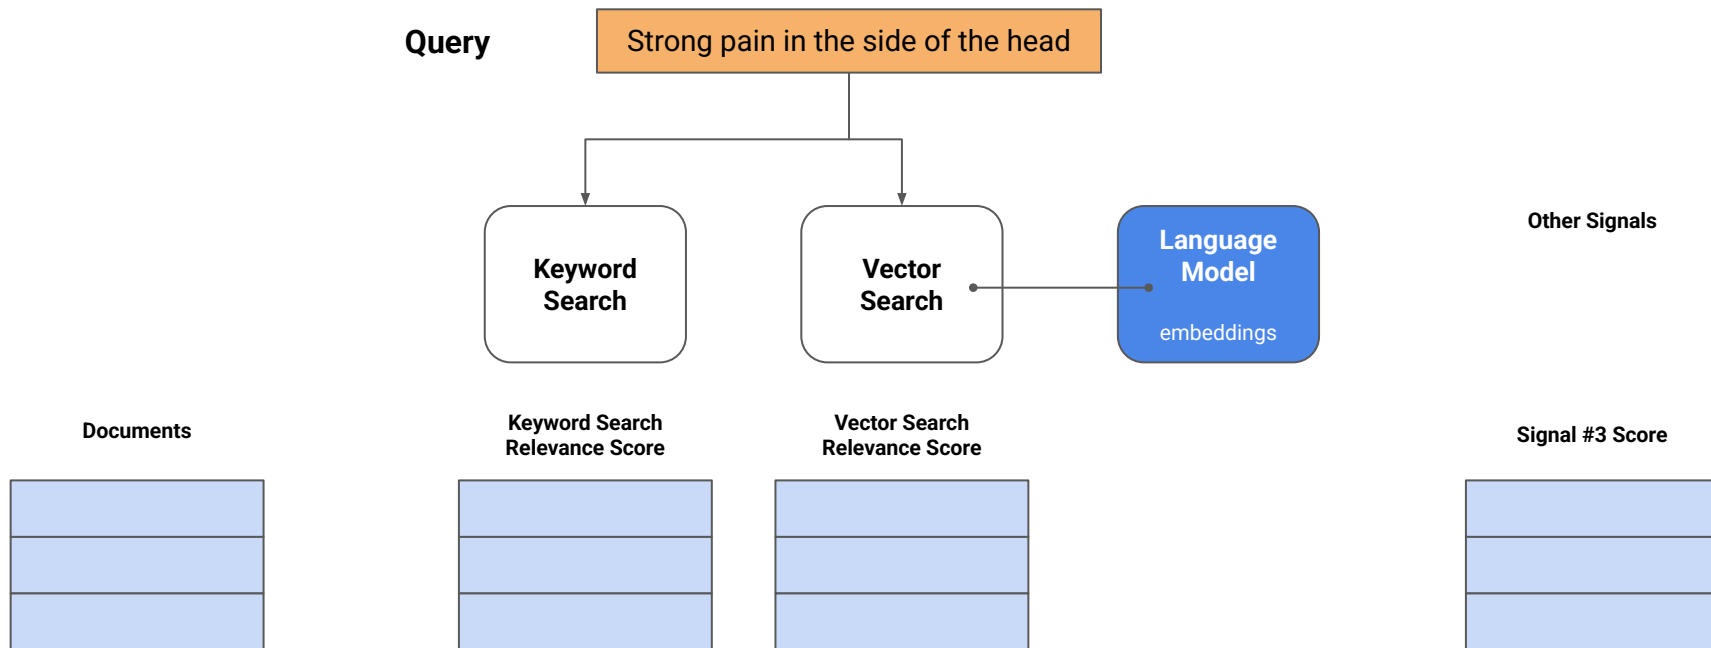 Query
Strong pain in the side of the head
Keyword
Search
Vector
Search
Language
Model
embeddings
Other Signals
Documents
Keyword Search
Relevance Score
Vector Search
Relevance Score
Signal #3 Score